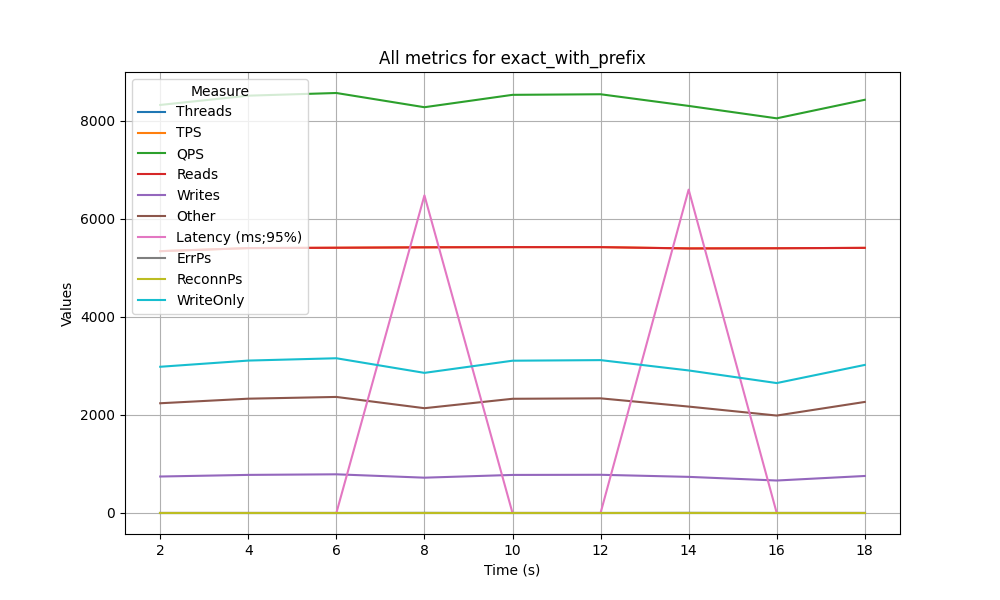 All metrics for exact_with_prefix
Measure
Threads
TPS
QPS
Reads
Writes
Other
Latency (ms;95%)
ErrPs
ReconnPs
WriteOnly
Values
8000
6000
4000
2000
0
2 4 6 8 10 12 14 16 18
Time (s)